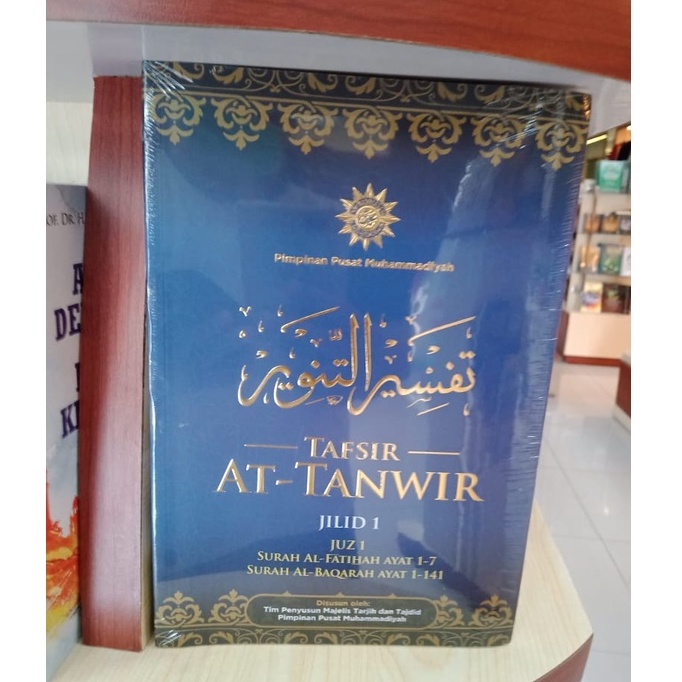 Pimpinan Pusat Muhammadiyah
تفسير التنوير
TAFSIR
AT-TANWIR
JILID 1
JUZ 1
SURAH AL-FATIHAH AYAT 1-7
SURAH AL-BAQARAH AYAT 1-141
Disusun oleh:
Tim Penyusun Majelis Tarjih dan Tajdid
Pimpinan Pusat Muhammadiyah